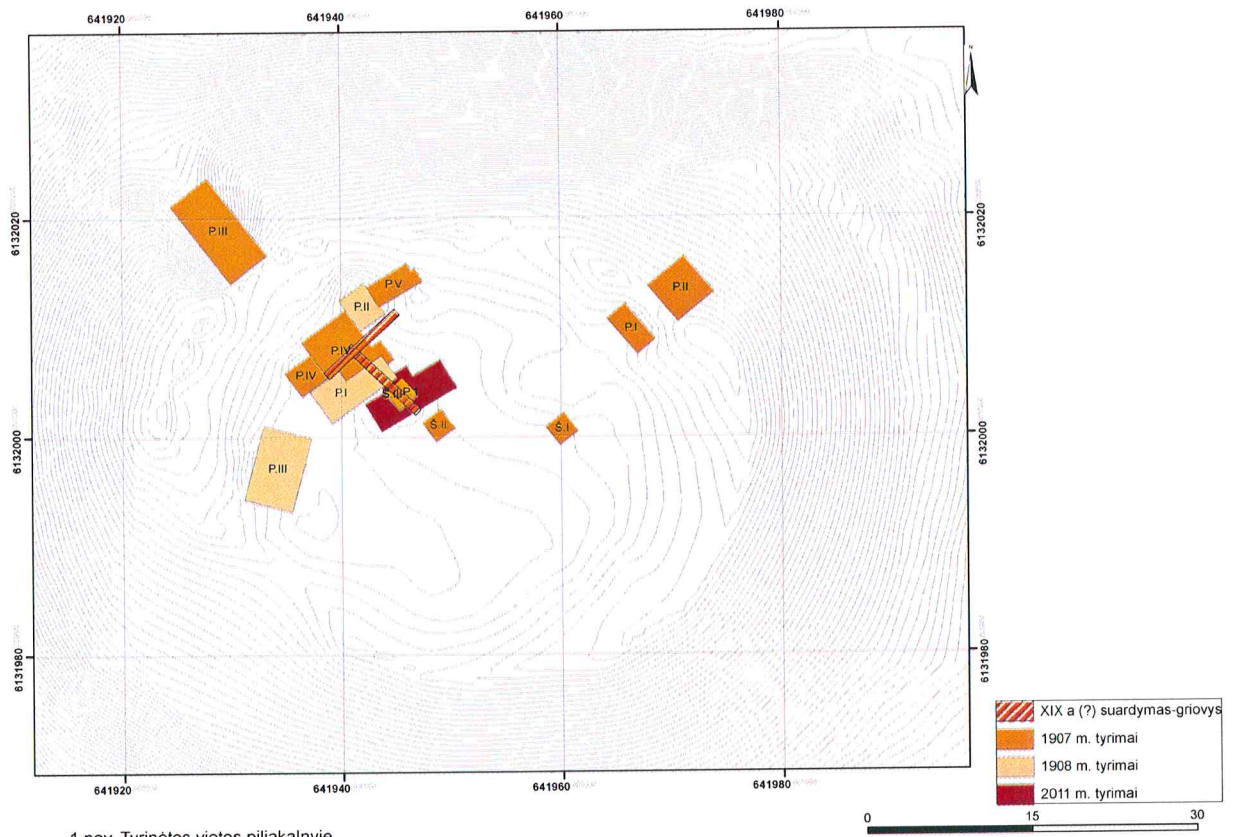 641920 641940 641960 641980
N
6132020 6132020
P.III
P.V
P.II
P.II
P.I
P.IV
P.IV
P.I
P.I
Š.II
Š.I
6132000 6132000
P.III
6131980 6131980
641920 641940 641960 641980
XIX a (?) suardymas-griovys
1907 m. tyrimai
1908 m. tyrimai
2011 m. tyrimai
0 15 30
1 pav. Tyrinėtos vietos piliakalnyje